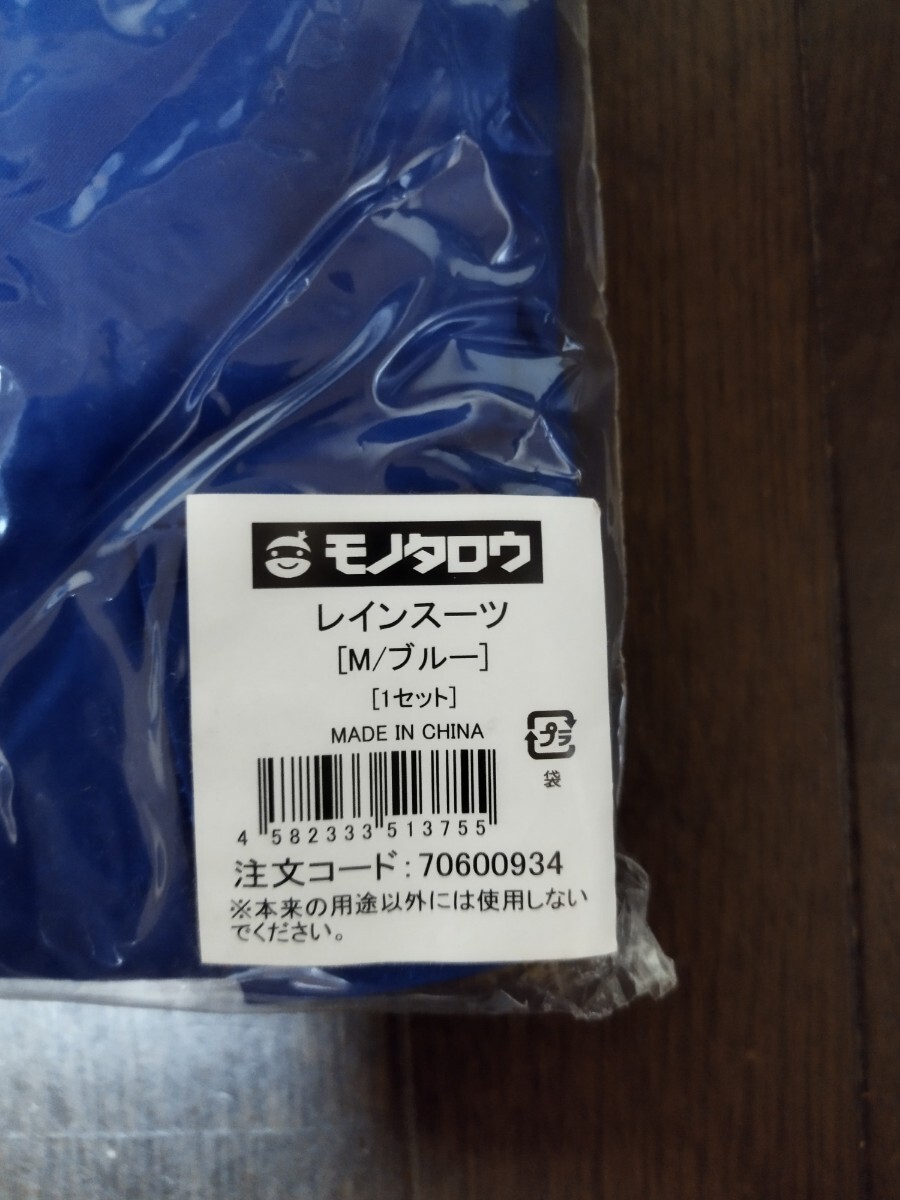 モノタロウ
レインスーツ
[M/ブルー]
[1セット]
MADE IN CHINA
プラ
袋
4 582333 513755
注文コード:70600934
※本来の用途以外には使用しない
でください。